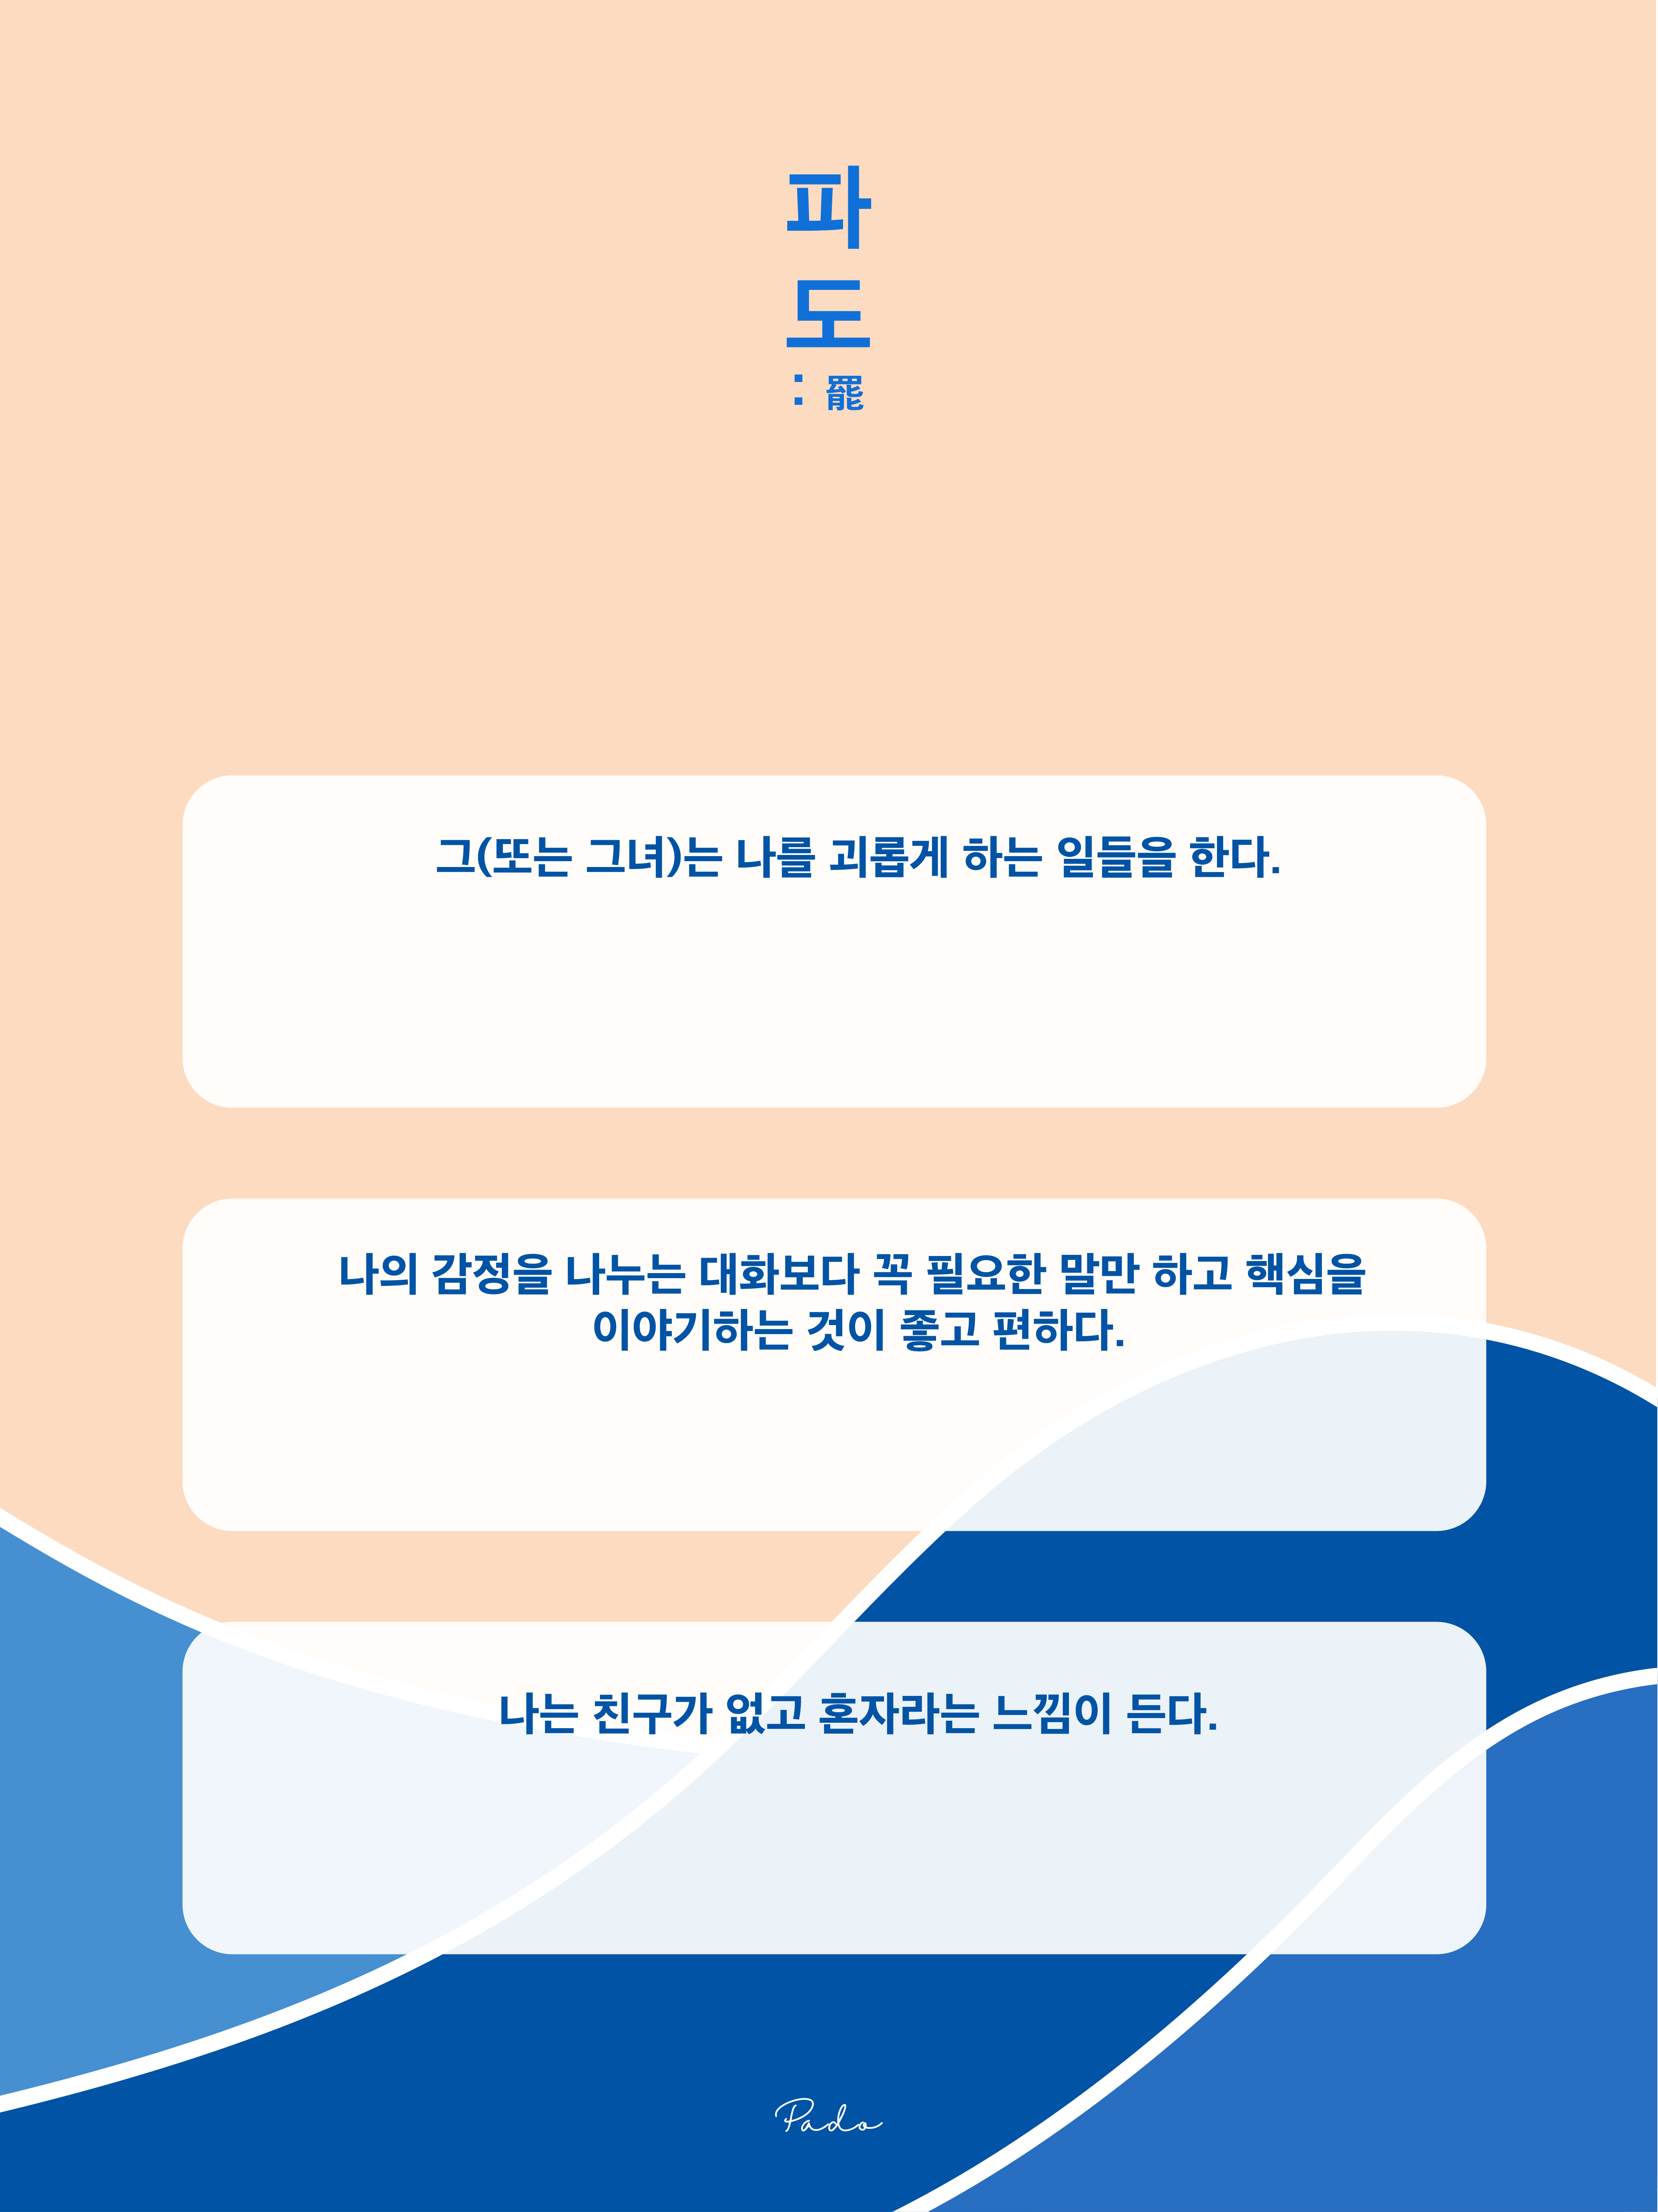 파
도
: 罷
그(또는 그녀)는 나를 괴롭게 하는 일들을 한다.
나의 감정을 나누는 대화보다 꼭 필요한 말만 하고 핵심을
이야기하는 것이 좋고 편하다.
나는 친구가 없고 혼자라는 느낌이 든다.
Pado